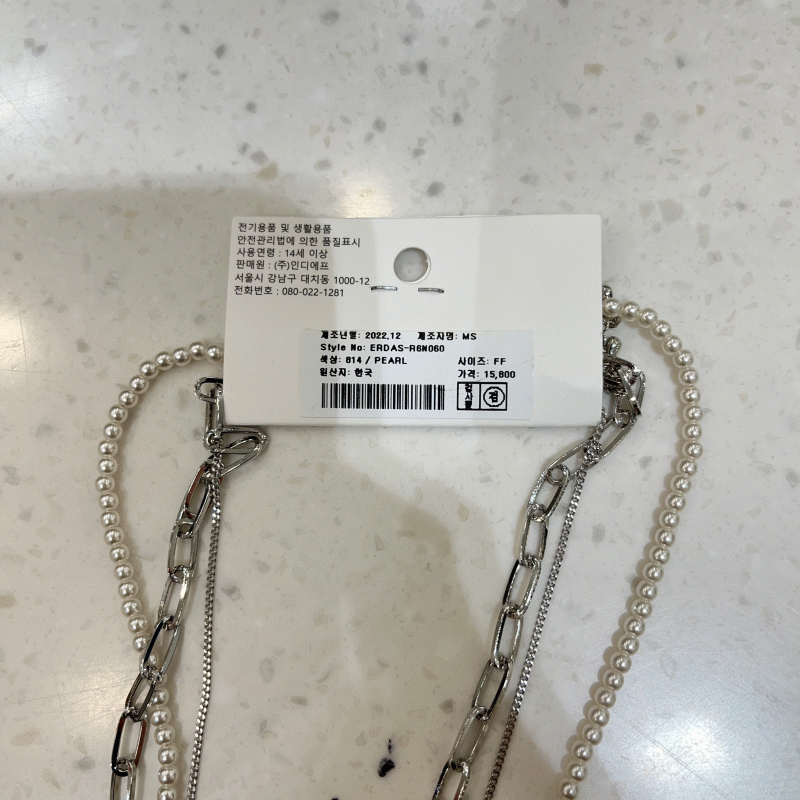 전기용품 및 생활용품
안전관리법에 의한 품질표시
사용연령 : 14세 이상
판매원 : (주)인디에프
서울시 강남구 대치동 1000-12
전화번호 : 080-022-1281
제조년월: 2022.12 제조자명: MS
Style No: ERDAS-R6N060
색상: 814 / PEARL 사이즈: FF
원산지: 한국 가격: 15,800
검사필 검